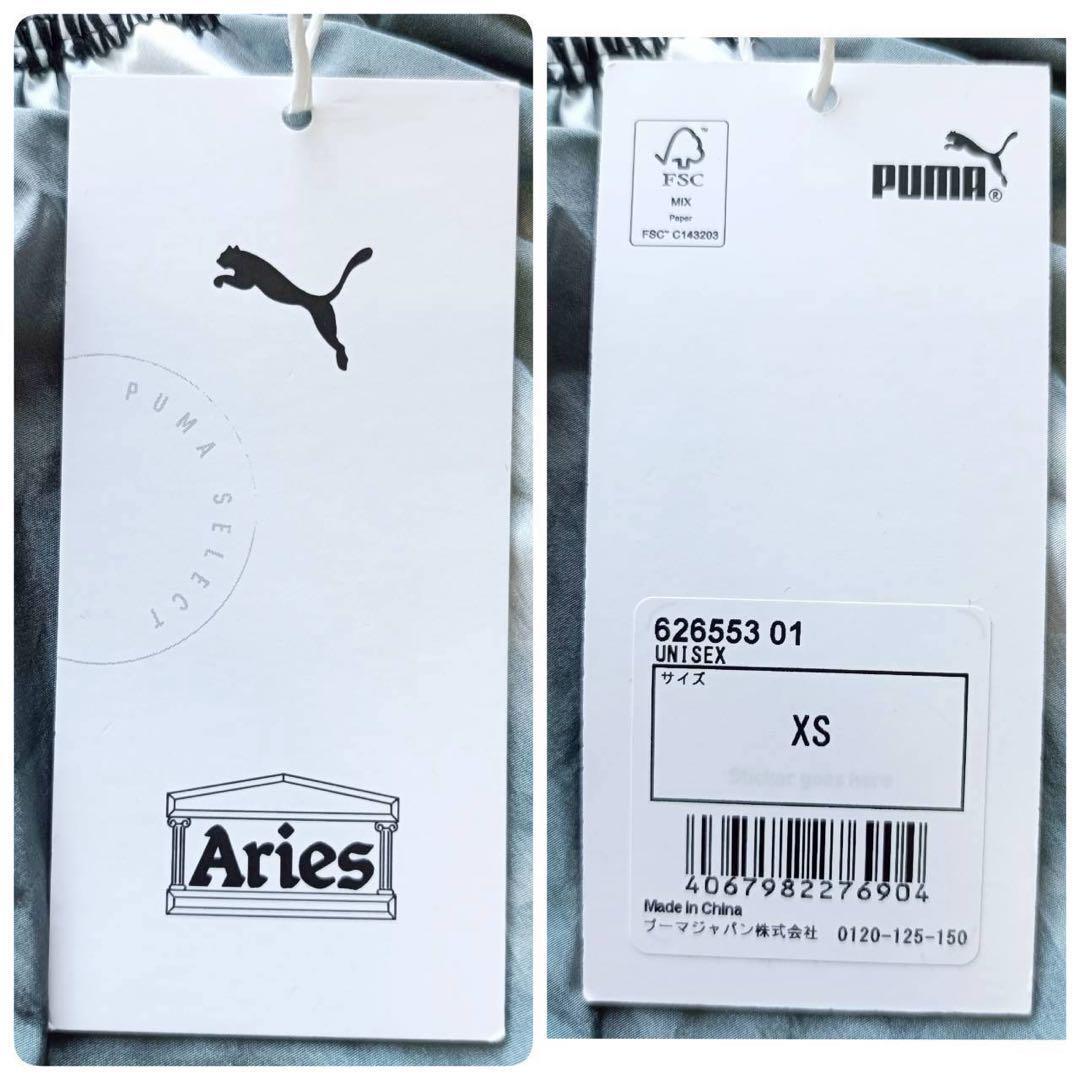 PUMA SELECT
Aries
FSC™
MIX
Paper
FSC™ C143203
PUMA®
626553 01
UNISEX
サイズ
XS
Sticker goes here
4067982276904
Made in China
プーマジャパン株式会社 0120-125-150